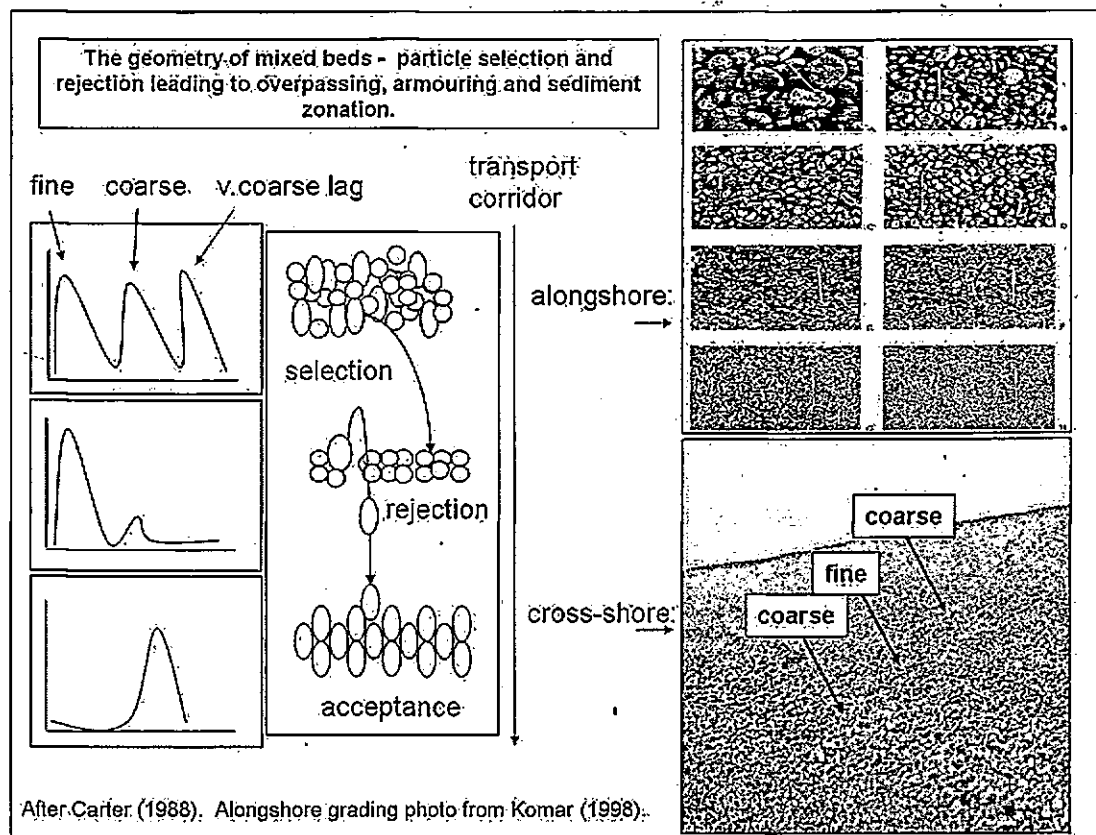 The geometry of mixed beds - particle selection and
rejection leading to overpassing, armouring and sediment
zonation.
fine coarse v.coarse lag
transport
corridor
selection
rejection
acceptance
alongshore:
cross-shore:
coarse
fine
coarse
After Carter (1988). Alongshore grading photo from Komar (1998).